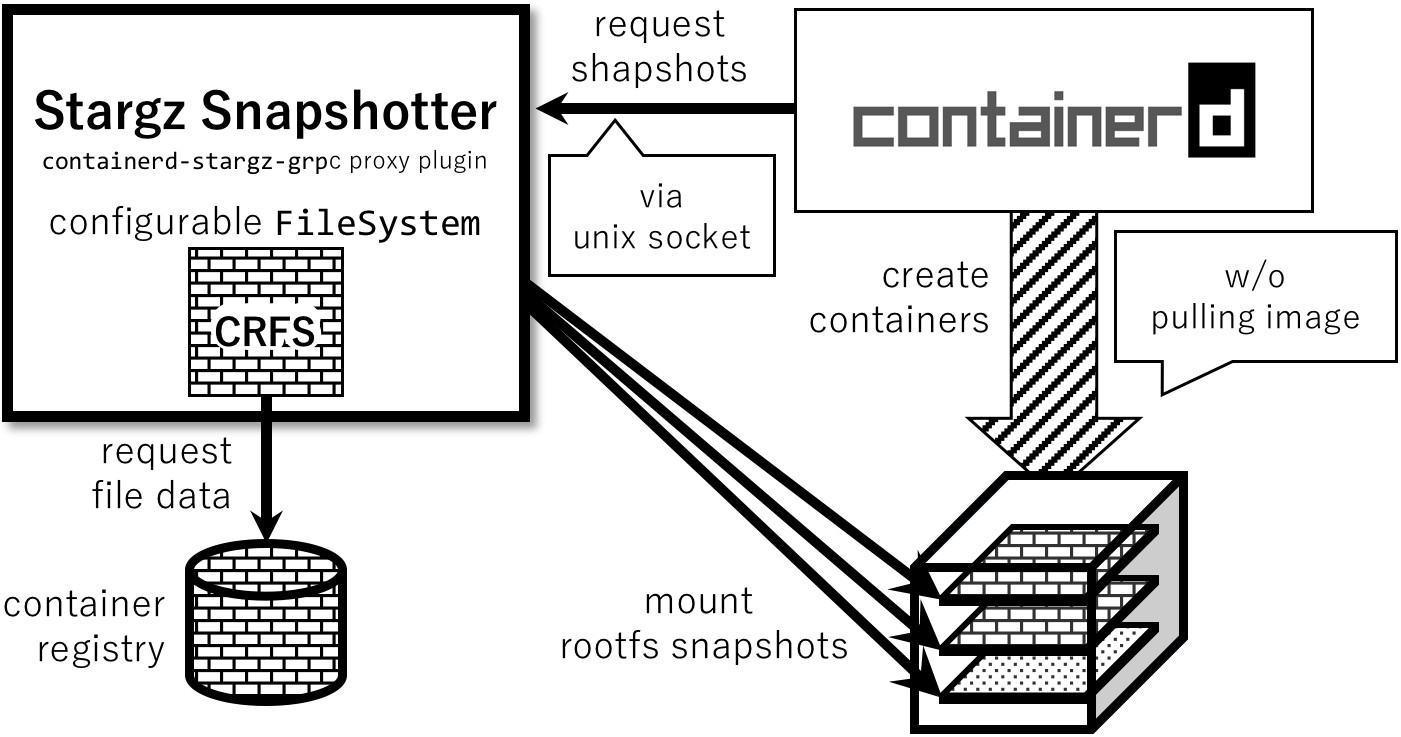 Stargz Snapshotter
containerd-stargz-grpc proxy plugin
configurable FileSystem
CRFS
request
shapshots
via
unix socket
containerd
create
containers
w/o
pulling image
request
file data
container
registry
mount
rootfs snapshots